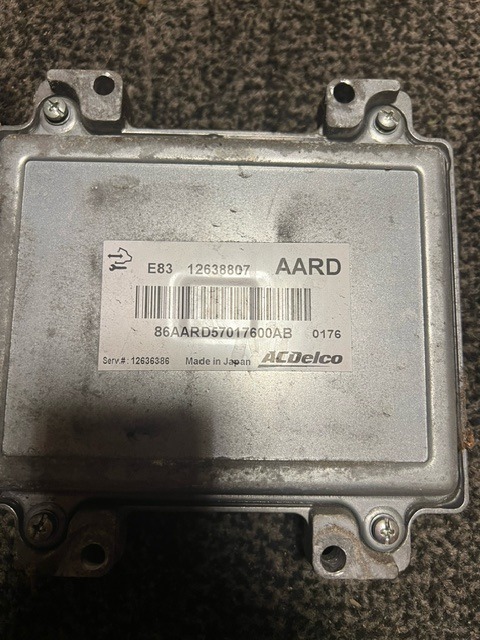 E83 12638807 AARD
86AARD57017600AB 0176
Serv.#: 12636386 Made in Japan ACDelco